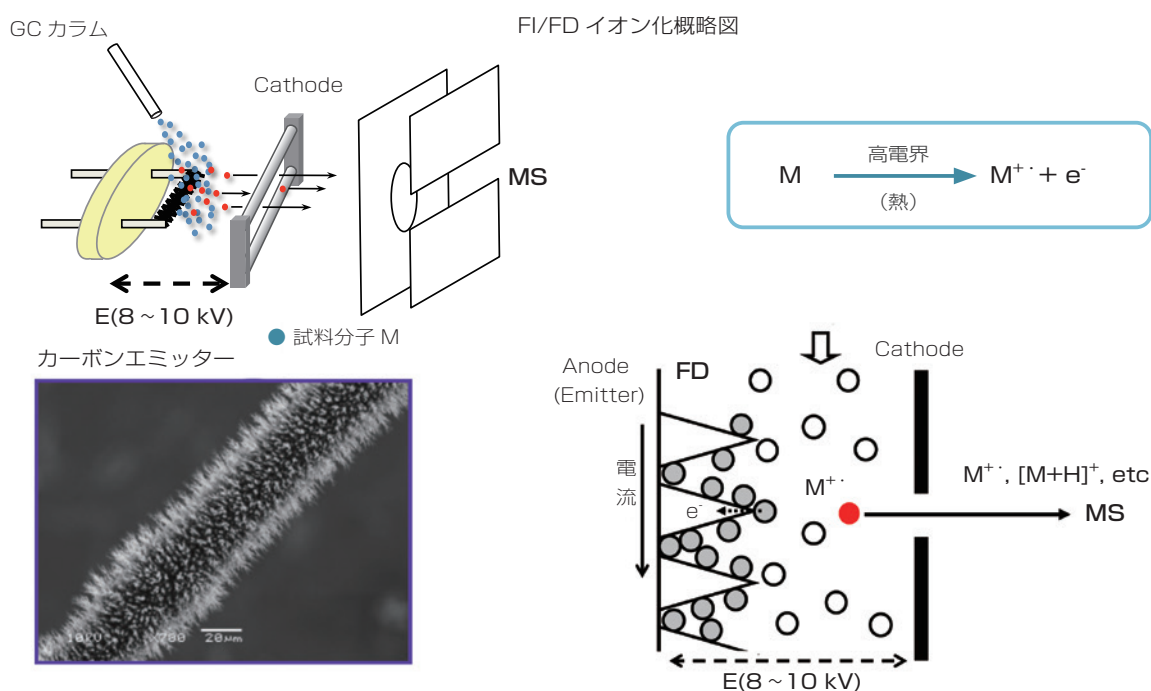 GC カラム
FI/FD イオン化概略図
Cathode
MS
E(8 ~ 10 kV)
試料分子 M
高電界
M
M⁺˙ + e⁻
(熱)
カーボンエミッター
10kV X700 20μm
Anode
(Emitter)
FD
Cathode
電
流
e⁻
M⁺˙
M⁺˙, [M+H]⁺, etc
MS
E(8 ~ 10 kV)